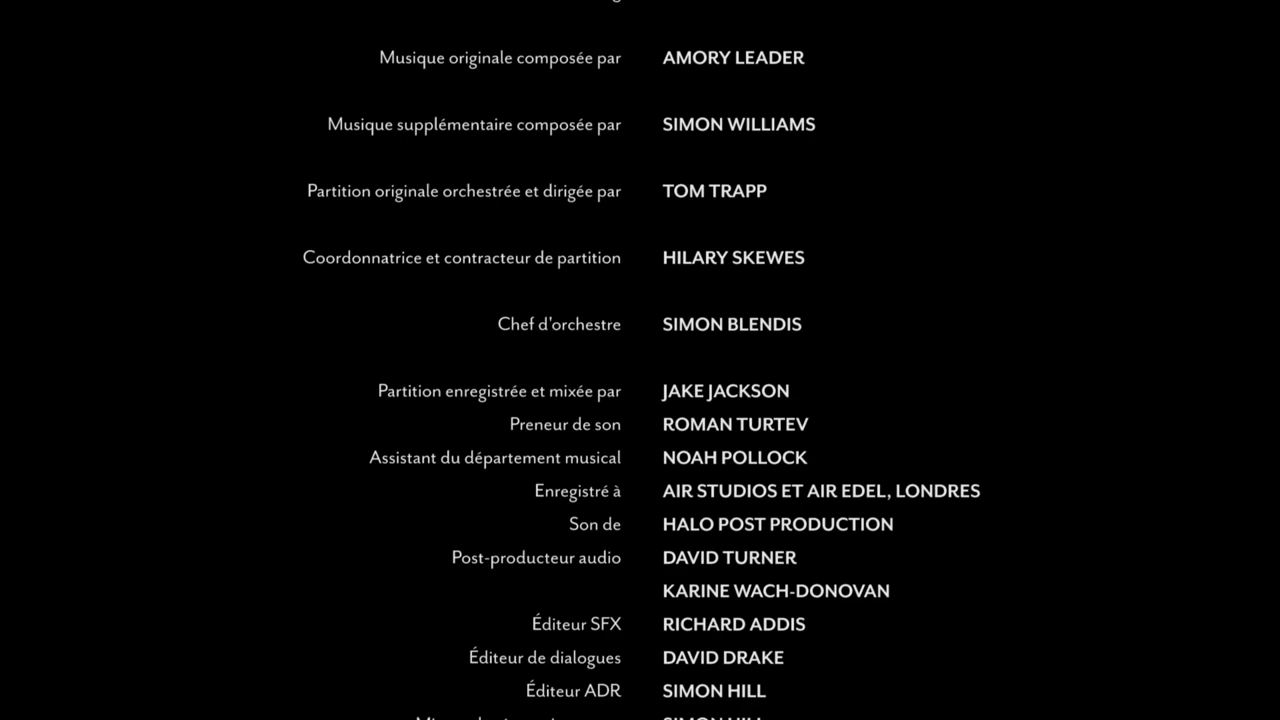 Musique originale composée par AMORY LEADER
Musique supplémentaire composée par SIMON WILLIAMS
Partition originale orchestrée et dirigée par TOM TRAPP
Coordonnatrice et contracteur de partition HILARY SKEWES
Chef d'orchestre SIMON BLENDIS
Partition enregistrée et mixée par JAKE JACKSON
Preneur de son ROMAN TURTEV
Assistant du département musical NOAH POLLOCK
Enregistré à AIR STUDIOS ET AIR EDEL, LONDRES
Son de HALO POST PRODUCTION
Post-producteur audio DAVID TURNER
KARINE WACH-DONOVAN
Éditeur SFX RICHARD ADDIS
Éditeur de dialogues DAVID DRAKE
Éditeur ADR SIMON HILL